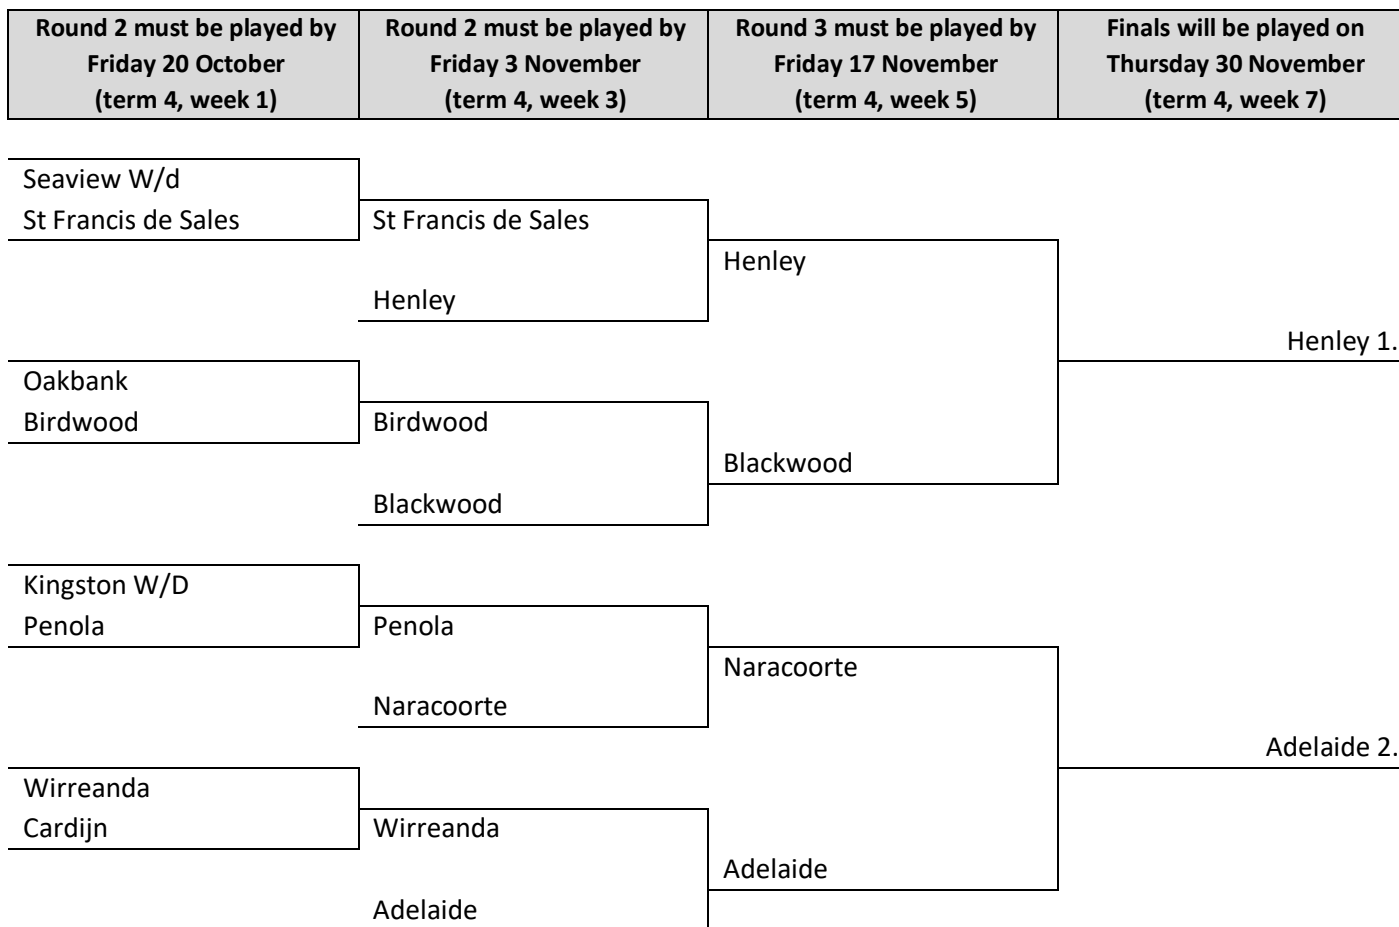 Round 2 must be played by
Friday 20 October
(term 4, week 1)
Round 2 must be played by
Friday 3 November
(term 4, week 3)
Round 3 must be played by
Friday 17 November
(term 4, week 5)
Finals will be played on
Thursday 30 November
(term 4, week 7)
Seaview W/d
St Francis de Sales
St Francis de Sales
Henley
Henley
Henley 1.
Oakbank
Birdwood
Birdwood
Blackwood
Blackwood
Kingston W/D
Penola
Penola
Naracoorte
Naracoorte
Adelaide 2.
Wirreanda
Cardijn
Wirreanda
Adelaide
Adelaide